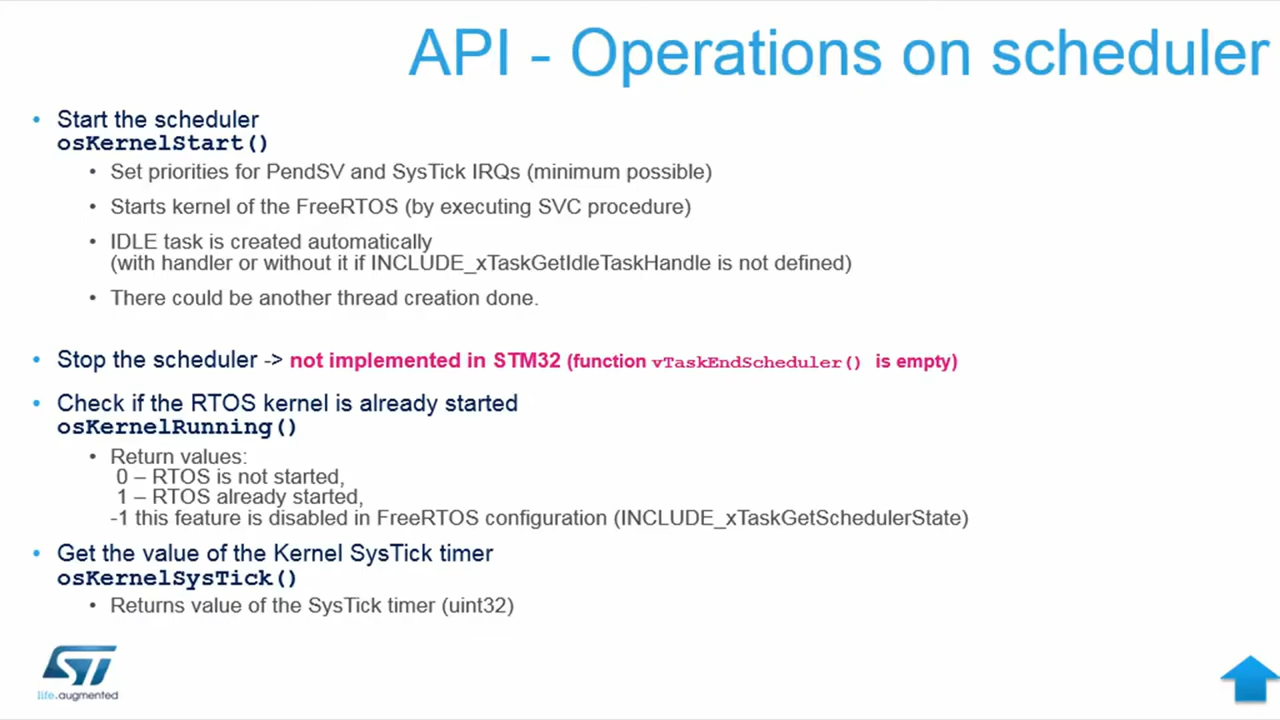 API - Operations on scheduler
• Start the scheduler
osKernelStart()
• Set priorities for PendSV and SysTick IRQs (minimum possible)
• Starts kernel of the FreeRTOS (by executing SVC procedure)
• IDLE task is created automatically
(with handler or without it if INCLUDE_xTaskGetIdleTaskHandle is not defined)
• There could be another thread creation done.
• Stop the scheduler -> not implemented in STM32 (function vTaskEndScheduler() is empty)
• Check if the RTOS kernel is already started
osKernelRunning()
• Return values:
0 – RTOS is not started,
1 – RTOS already started,
-1 this feature is disabled in FreeRTOS configuration (INCLUDE_xTaskGetSchedulerState)
• Get the value of the Kernel SysTick timer
osKernelSysTick()
• Returns value of the SysTick timer (uint32)
ST
life.augmented